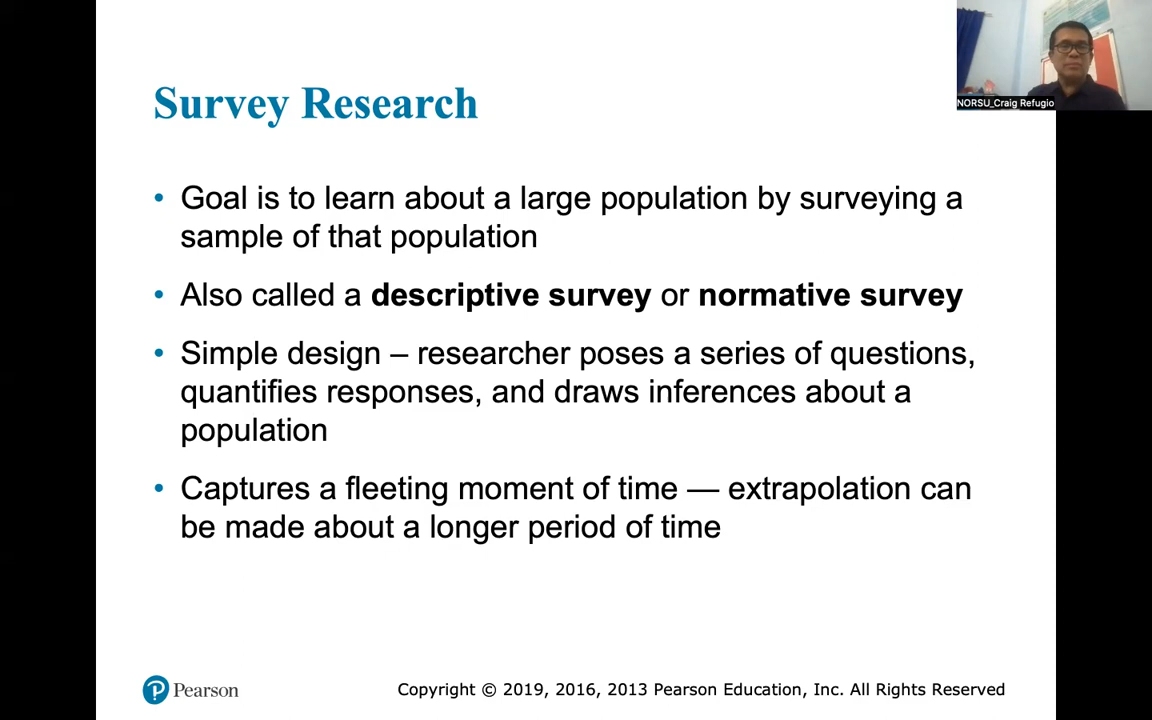 NORSU_Craig Refugio
Survey Research
• Goal is to learn about a large population by surveying a
sample of that population
• Also called a descriptive survey or normative survey
• Simple design – researcher poses a series of questions,
quantifies responses, and draws inferences about a
population
• Captures a fleeting moment of time — extrapolation can
be made about a longer period of time
P Pearson
Copyright © 2019, 2016, 2013 Pearson Education, Inc. All Rights Reserved